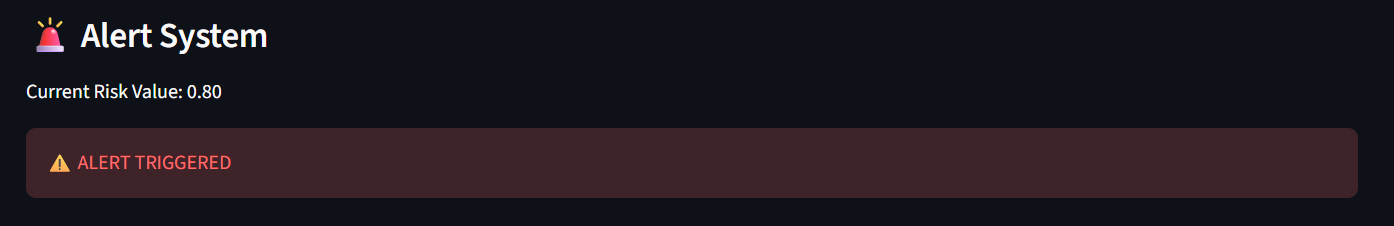 Alert System
Current Risk Value: 0.80
ALERT TRIGGERED